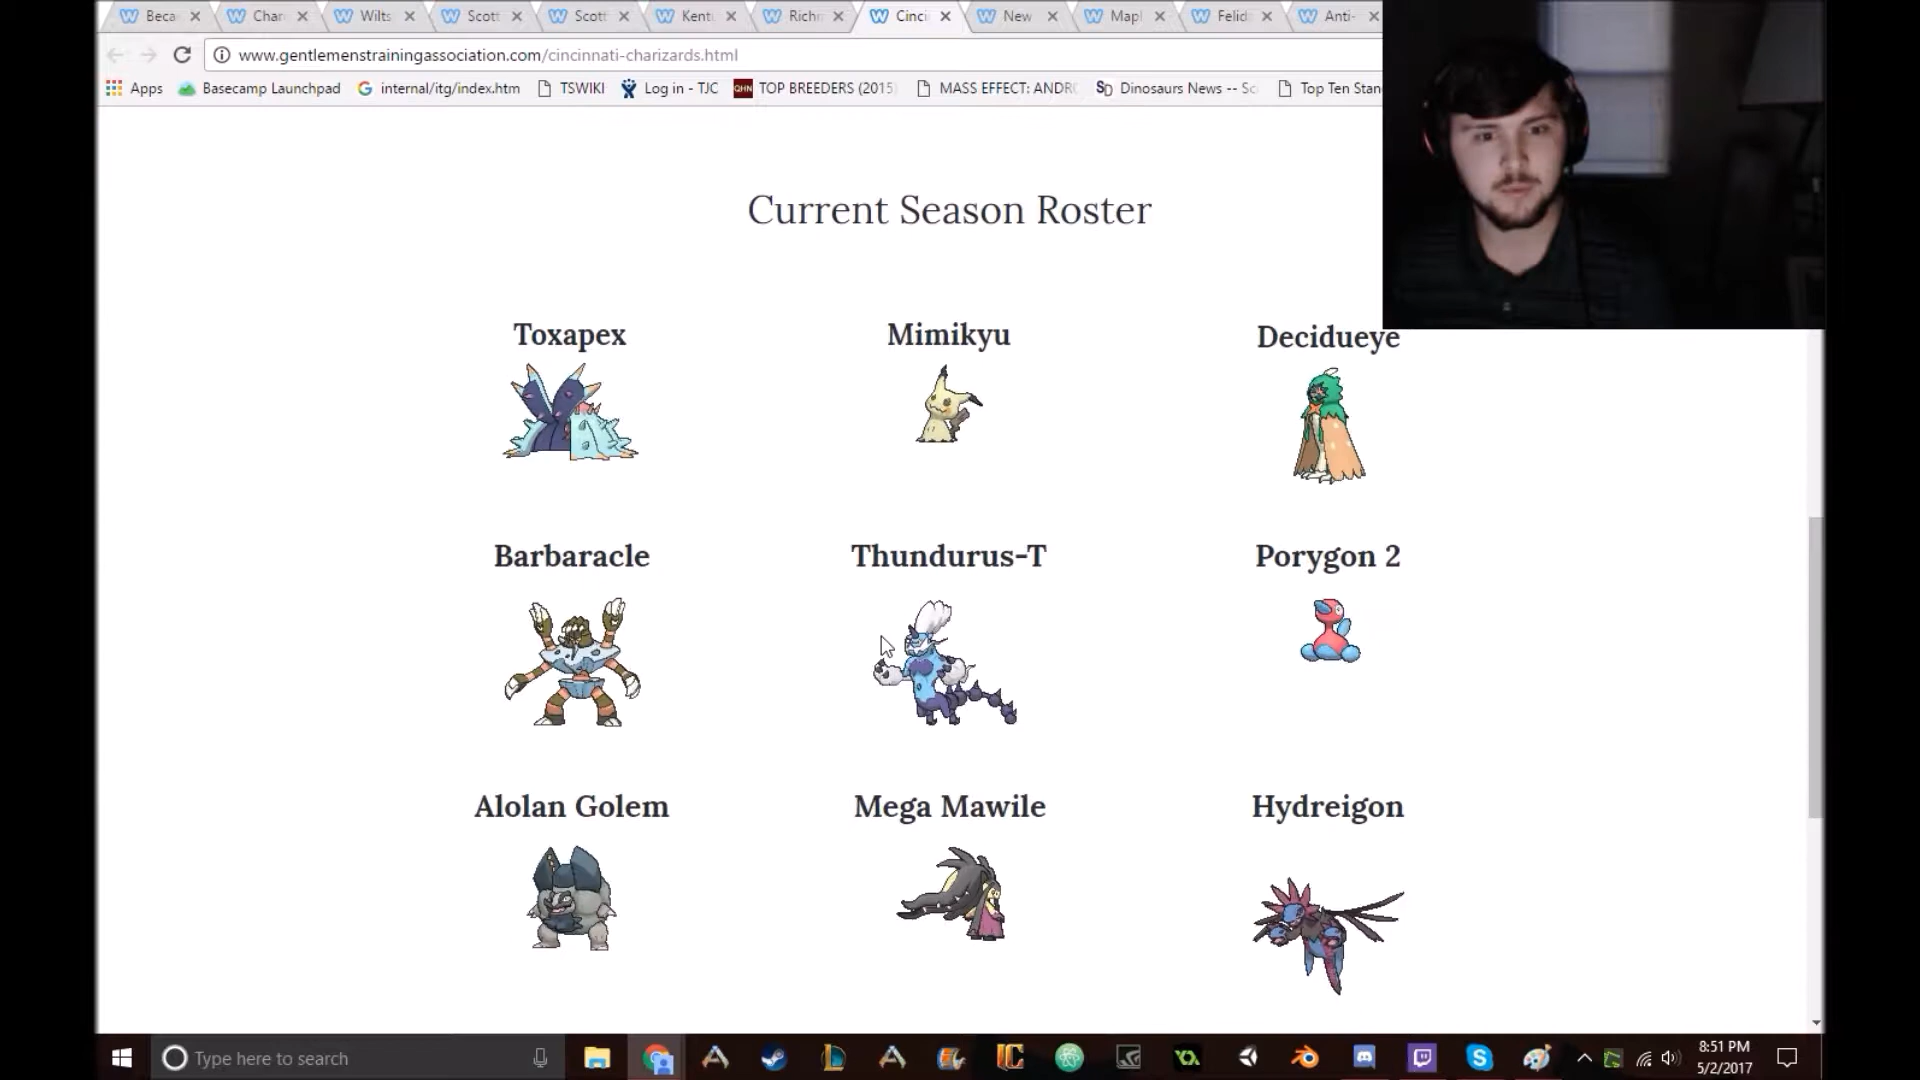 Beca Char Wilts Scott Scott Kent Rich Cinci New Mapl Felid Anti-
www.gentlemenstrainingassociation.com/cincinnati-charizards.html
Apps Basecamp Launchpad internal/itg/index.htm TSWIKI Log in - TJC QHN TOP BREEDERS (2015) MASS EFFECT: ANDR SD Dinosaurs News -- Sc Top Ten Stan
Current Season Roster
Toxapex Mimikyu Decidueye
Barbaracle Thundurus-T Porygon 2
Alolan Golem Mega Mawile Hydreigon
Type here to search
8:51 PM
5/2/2017